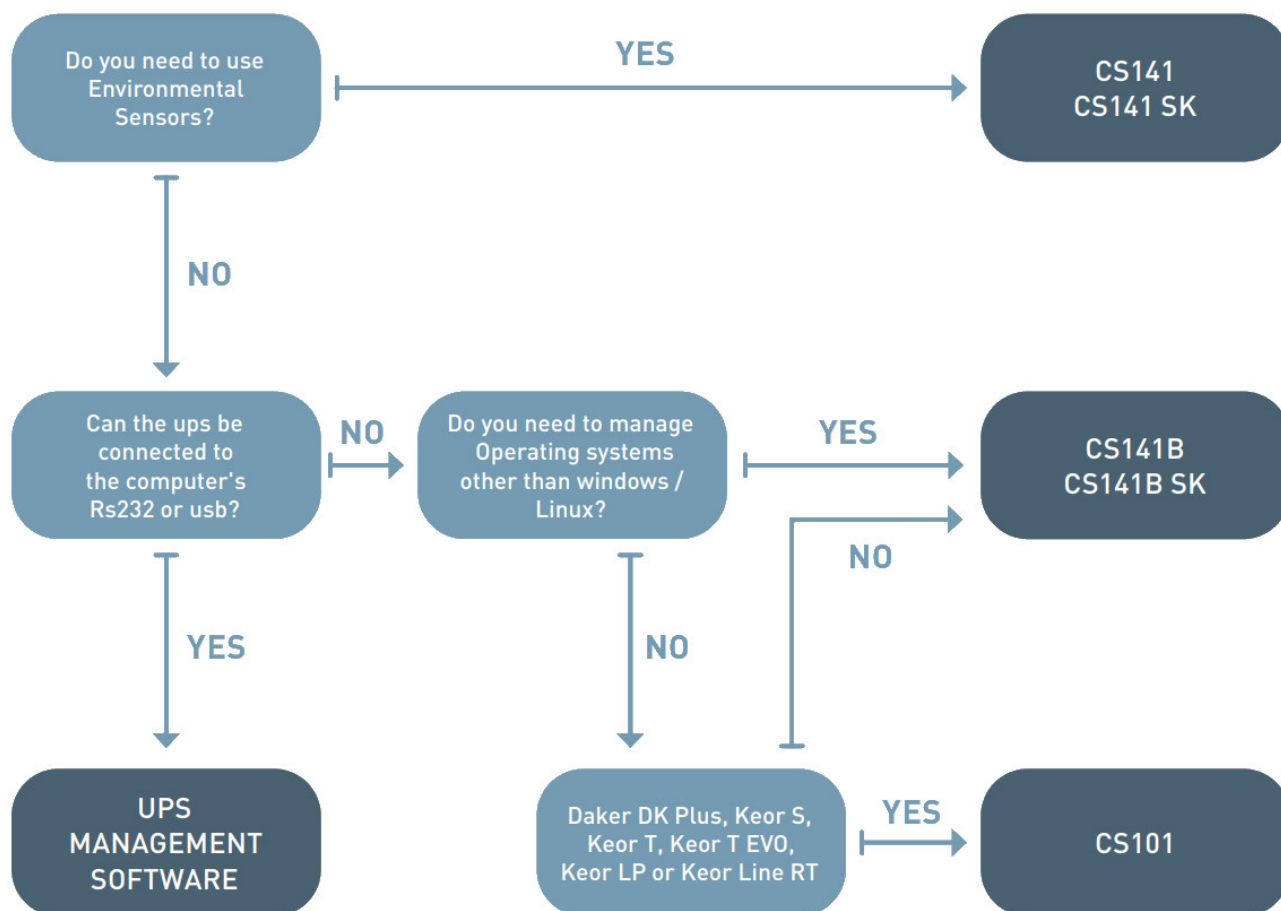 Do you need to use
Environmental
Sensors?
YES
CS141
CS141 SK
NO
Can the ups be
connected to
the computer's
Rs232 or usb?
NO
Do you need to manage
Operating systems
other than windows /
Linux?
YES
CS141B
CS141B SK
NO
YES
NO
UPS
MANAGEMENT
SOFTWARE
Daker DK Plus, Keor S,
Keor T, Keor T EVO,
Keor LP or Keor Line RT
YES
CS101